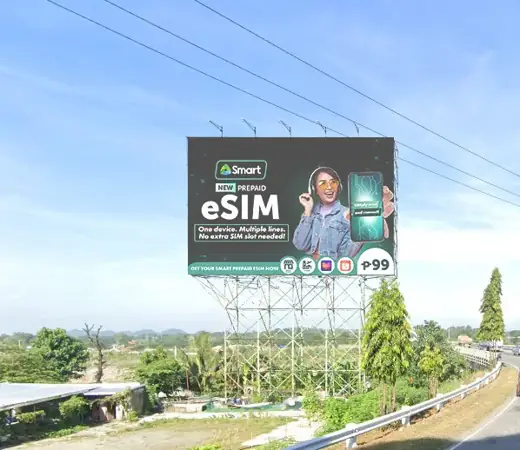 Smart
NEW PREPAID
eSIM
One device. Multiple lines.
No extra SIM slot needed!
GET YOUR SMART PREPAID ESIM NOW
₱99